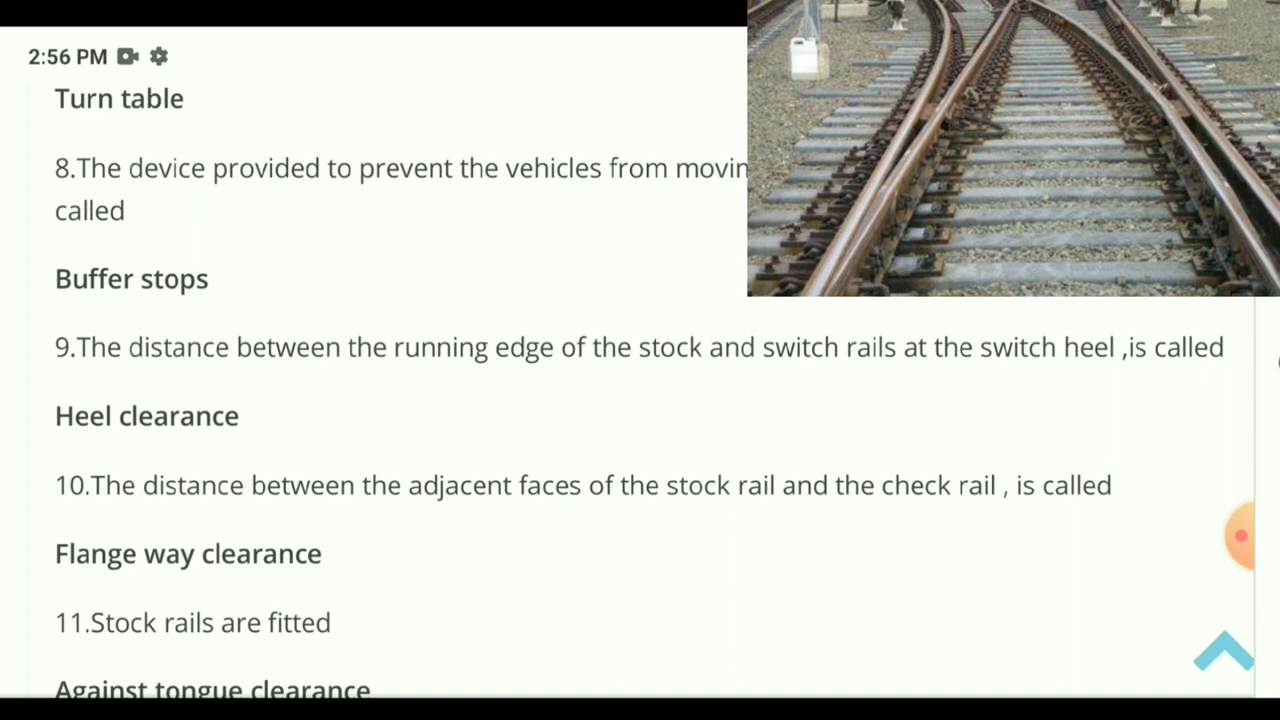 2:56 PM
Turn table
8.The device provided to prevent the vehicles from movin
called
Buffer stops
9.The distance between the running edge of the stock and switch rails at the switch heel ,is called
Heel clearance
10.The distance between the adjacent faces of the stock rail and the check rail , is called
Flange way clearance
11.Stock rails are fitted
Against tongue clearance